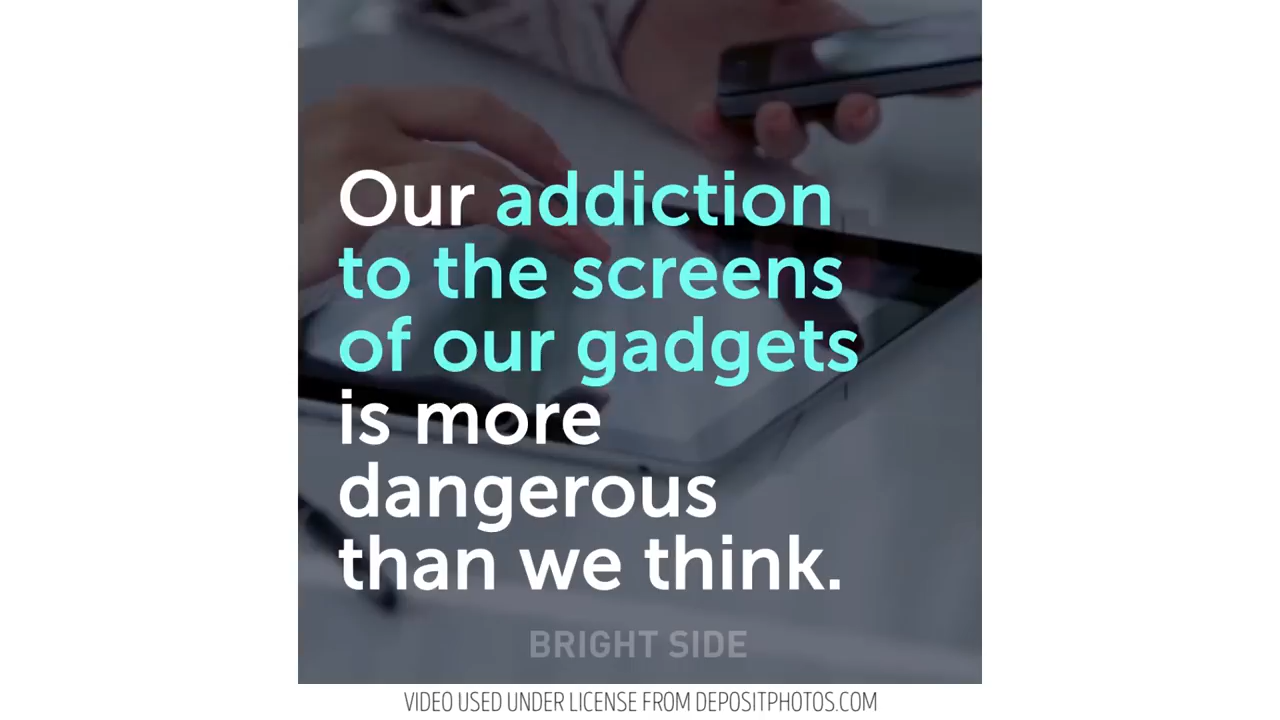 Our addiction
to the screens
of our gadgets
is more
dangerous
than we think.
BRIGHT SIDE
VIDEO USED UNDER LICENSE FROM DEPOSITPHOTOS.COM